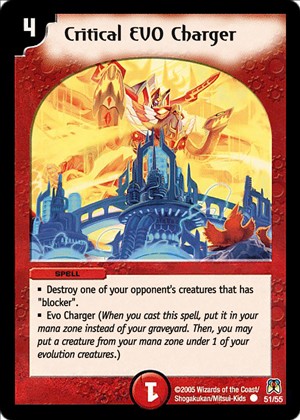 4
Critical EVO Charger
SPELL
▪ Destroy one of your opponent's creatures that has
"blocker".
▪ Evo Charger (When you cast this spell, put it in your
mana zone instead of your graveyard. Then, you may
put a creature from your mana zone under 1 of your
evolution creatures.)
1
©2005 Wizards of the Coast/
Shogakukan/Mitsui-Kids
51/55